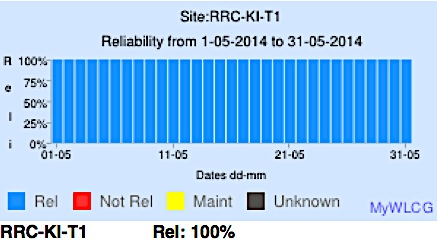 Site:RRC-KI-T1
Reliability from 1-05-2014 to 31-05-2014
R e l i
100%
75%
50%
25%
0%
01-05 11-05 21-05 31-05
Dates dd-mm
Rel Not Rel Maint Unknown
MyWLCG
RRC-KI-T1 Rel: 100%